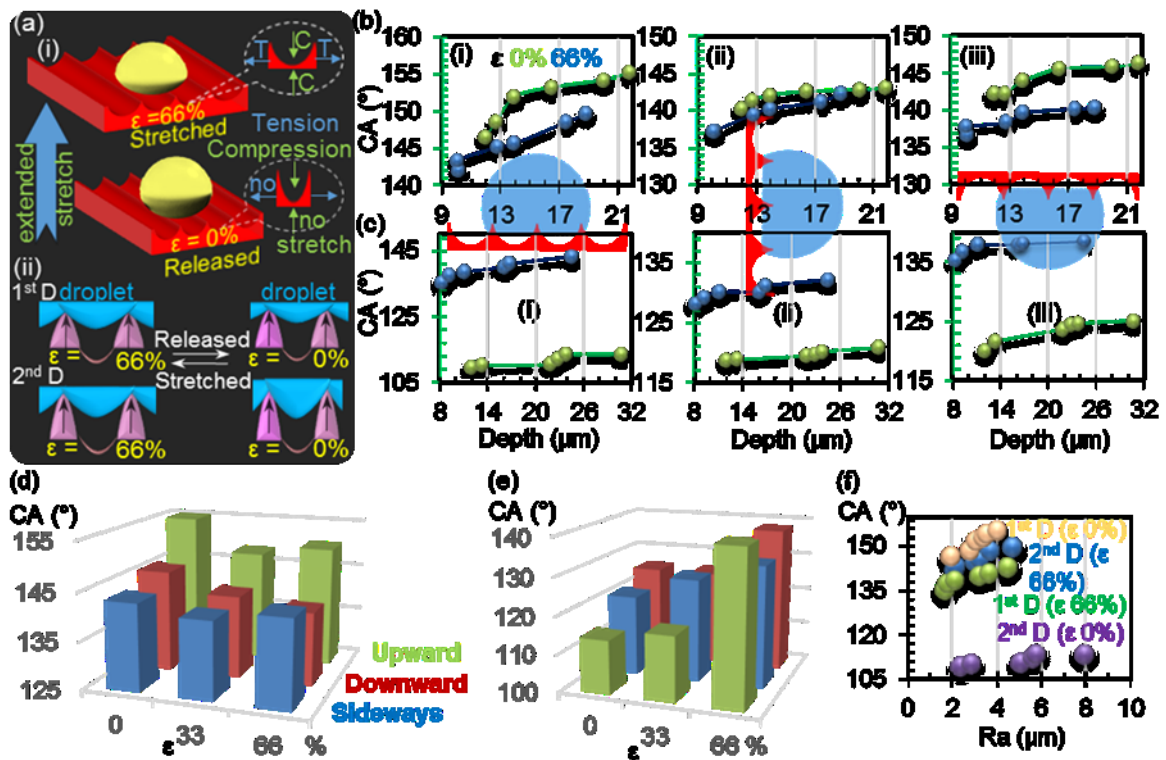 (a)
(i)
C
T T
C
ε =66%
Stretched
Tension
Compression
extended
stretch
no
no
stretch
ε = 0%
Released
(ii)
1st D droplet droplet
ε = 66% Released ε = 0%
Stretched
2nd D
ε = 66% ε = 0%
(b)
CA (°)
160
155
150
145
140
(i)
ε 0% 66%
9 13 17 21
150
145
140
135
130
(ii)
9 13 17 21
150
145
140
135
130
(iii)
9 13 17 21
(c)
CA (°)
145
125
105
(i)
8 14 20 26 32
Depth (μm)
135
125
115
(ii)
8 14 20 26 32
Depth (μm)
135
125
115
(iii)
8 14 20 26 32
Depth (μm)
(d)
CA (°)
155
145
135
125
0 33 66 %
ε
Upward
Downward
Sideways
(e)
CA (°)
140
130
120
110
100
0 33 66 %
ε
(f)
CA (°)
150
135
120
105
1st D (ε 0%)
2nd D (ε
66%)
1st D (ε 66%)
2nd D (ε 0%)
0 2 4 6 8 10
Ra (μm)